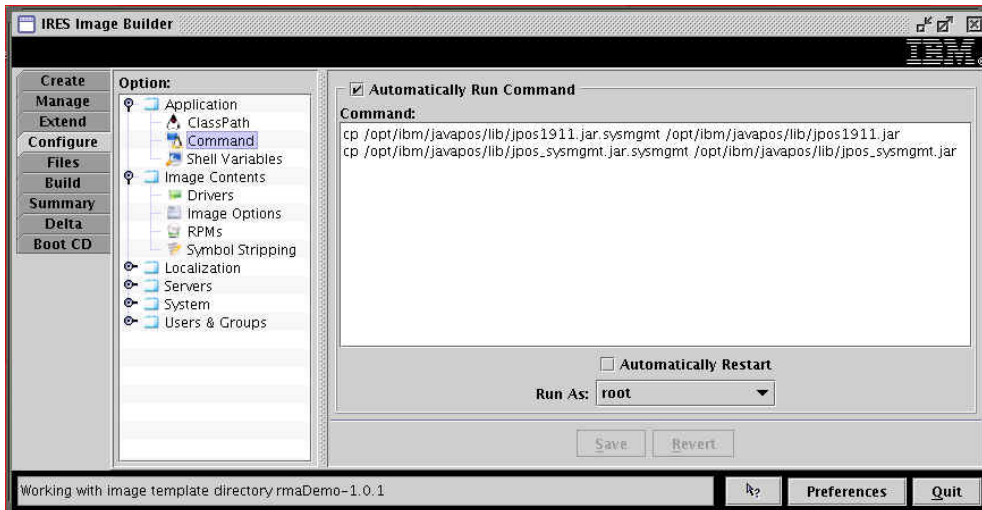 IRES Image Builder
IBM
Create
Manage
Extend
Configure
Files
Build
Summary
Delta
Boot CD
Option:
Application
ClassPath
Command
Shell Variables
Image Contents
Drivers
Image Options
RPMs
Symbol Stripping
Localization
Servers
System
Users & Groups
Automatically Run Command
Command:
cp /opt/ibm/javapos/lib/jpos1911.jar.sysmgmt /opt/ibm/javapos/lib/jpos1911.jar
cp /opt/ibm/javapos/lib/jpos_sysmgmt.jar.sysmgmt /opt/ibm/javapos/lib/jpos_sysmgmt.jar
Automatically Restart
Run As: root
Save Revert
Working with image template directory rmaDemo-1.0.1
? Preferences Quit